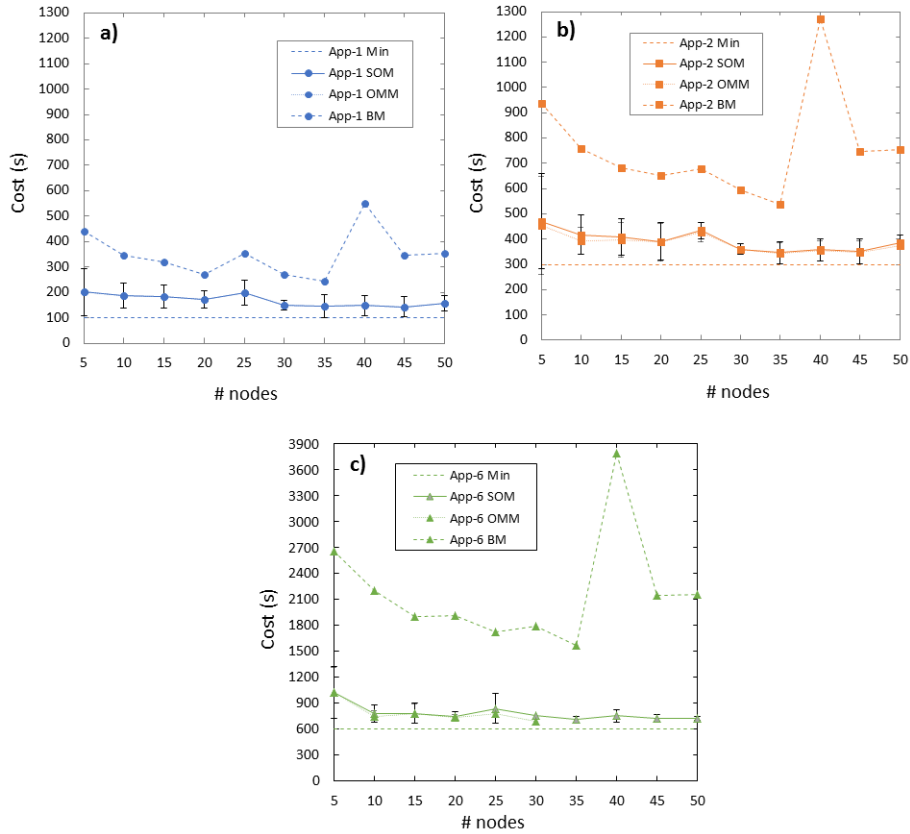 a)
App-1 Min
App-1 SOM
App-1 OMM
App-1 BM
Cost (s)
1300
1200
1100
1000
900
800
700
600
500
400
300
200
100
0
5 10 15 20 25 30 35 40 45 50
# nodes
b)
App-2 Min
App-2 SOM
App-2 OMM
App-2 BM
Cost (s)
1300
1200
1100
1000
900
800
700
600
500
400
300
200
100
0
5 10 15 20 25 30 35 40 45 50
# nodes
c)
App-6 Min
App-6 SOM
App-6 OMM
App-6 BM
Cost (s)
3900
3600
3300
3000
2700
2400
2100
1800
1500
1200
900
600
300
0
5 10 15 20 25 30 35 40 45 50
# nodes